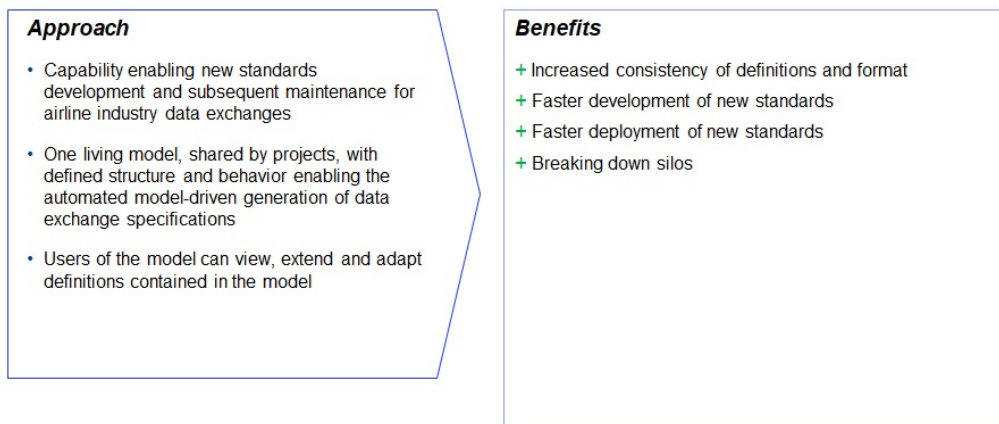 Approach
• Capability enabling new standards
development and subsequent maintenance for
airline industry data exchanges
• One living model, shared by projects, with
defined structure and behavior enabling the
automated model-driven generation of data
exchange specifications
• Users of the model can view, extend and adapt
definitions contained in the model
Benefits
+ Increased consistency of definitions and format
+ Faster development of new standards
+ Faster deployment of new standards
+ Breaking down silos